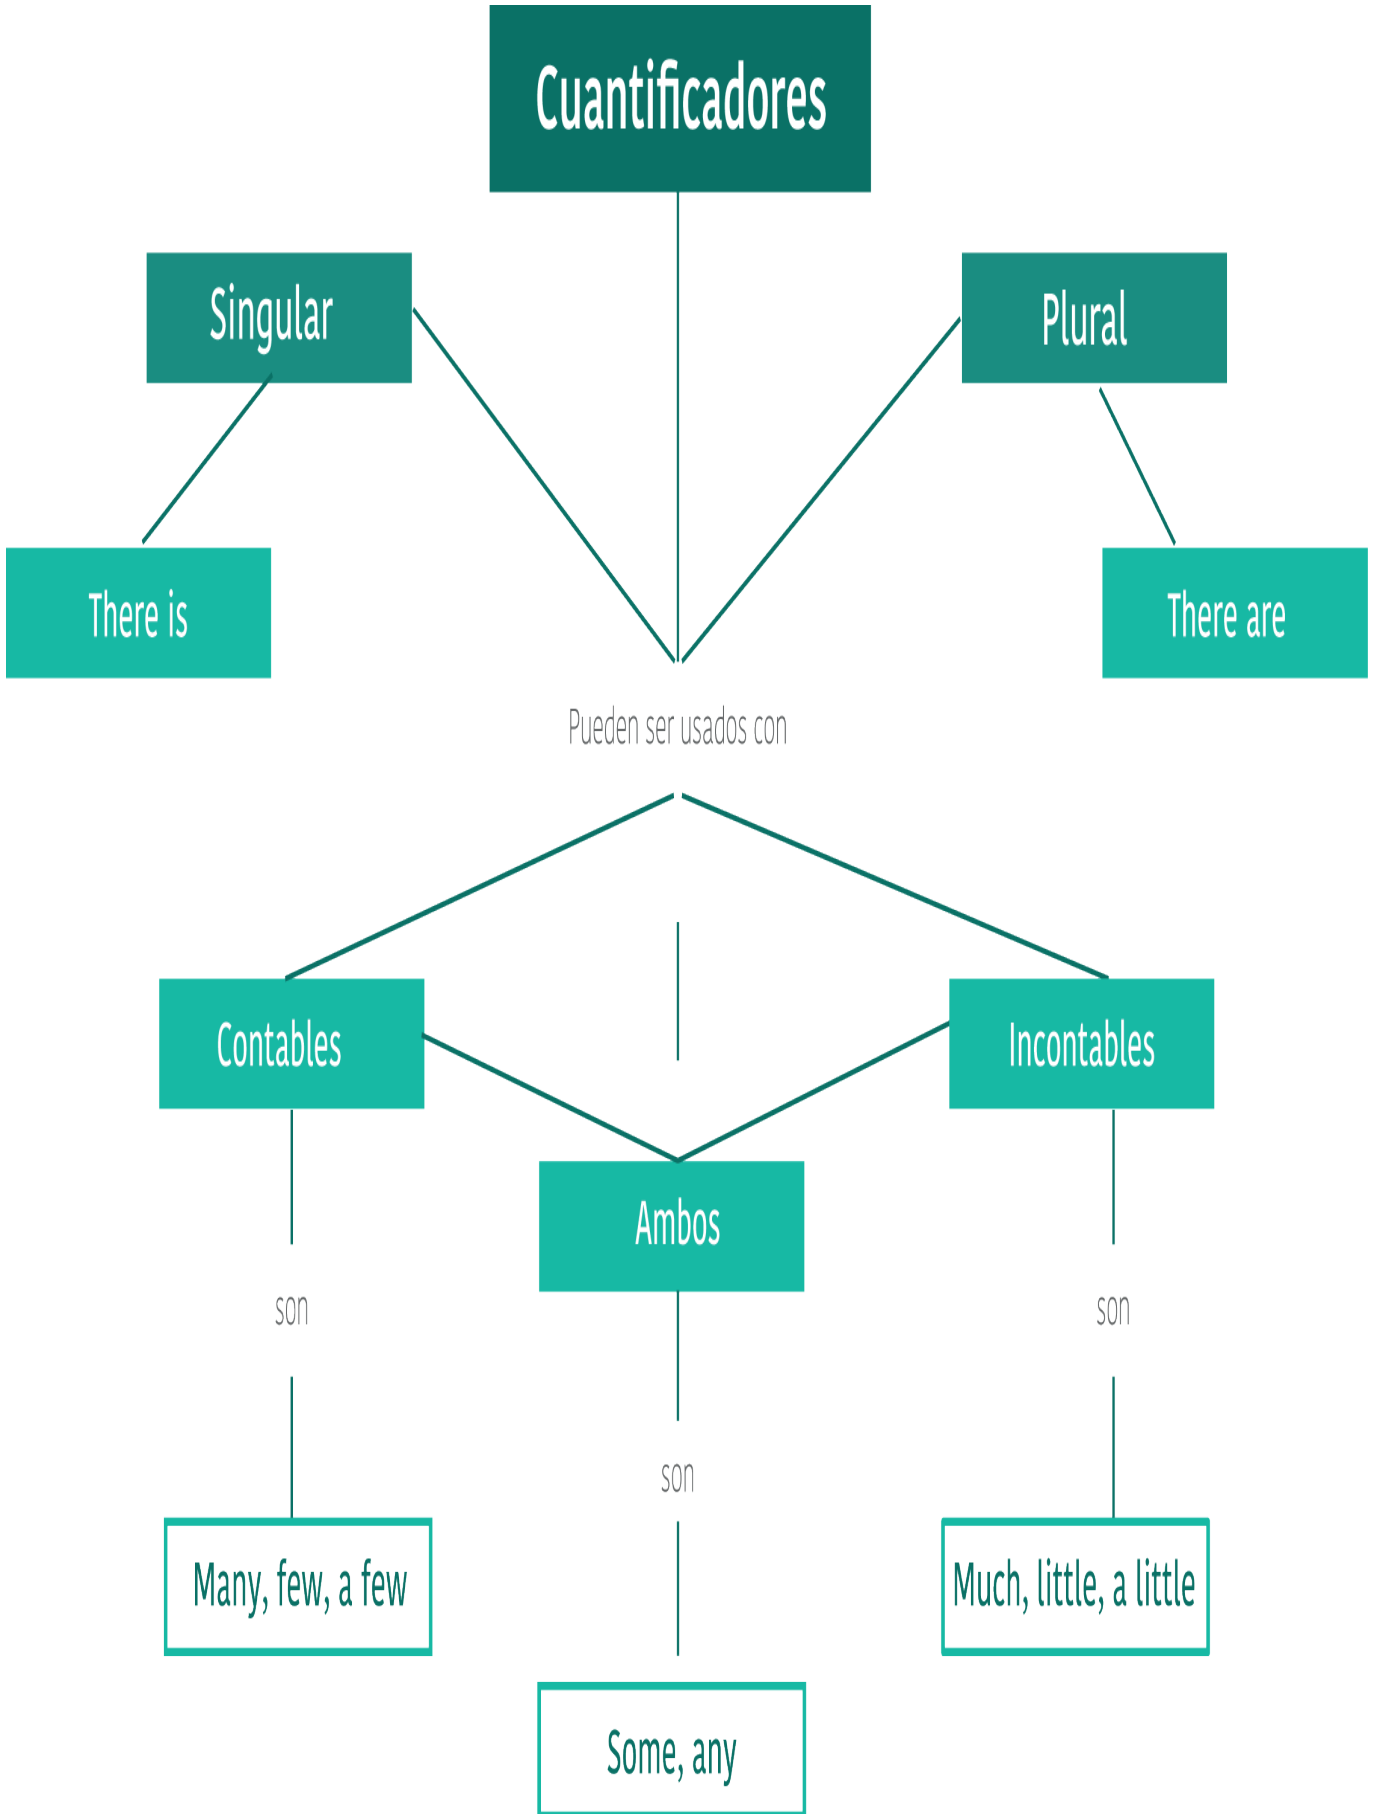 Cuantificadores
Singular
Plural
There is
There are
Pueden ser usados con
Contables
Incontables
Ambos
son
son
son
Many, few, a few
Much, little, a little
Some, any